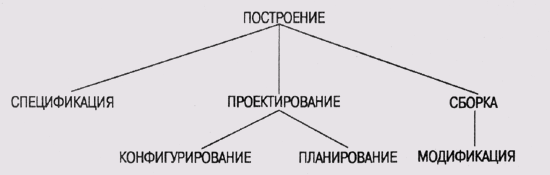 ПОСТРОЕНИЕ
СПЕЦИФИКАЦИЯ ПРОЕКТИРОВАНИЕ СБОРКА
КОНФИГУРИРОВАНИЕ ПЛАНИРОВАНИЕ МОДИФИКАЦИЯ